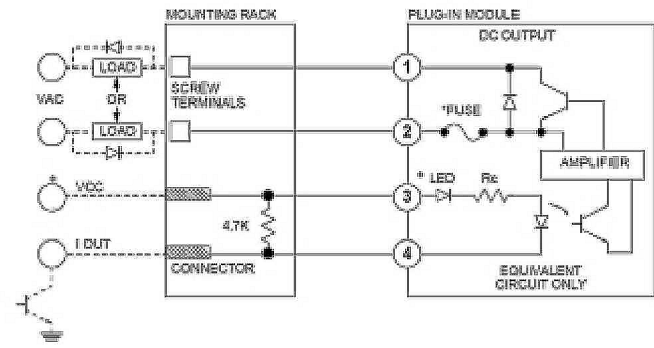 MOUNTING RACK
PLUG-IN MODULE
DC OUTPUT
LOAD
1
SCREW
TERMINALS
VAC
OR
*FUSE
LOAD
2
AMPLIFIER
+
VCC
3
* LED
4.7K
I OUT
4
CONNECTOR
EQUIVALENT
CIRCUIT ONLY